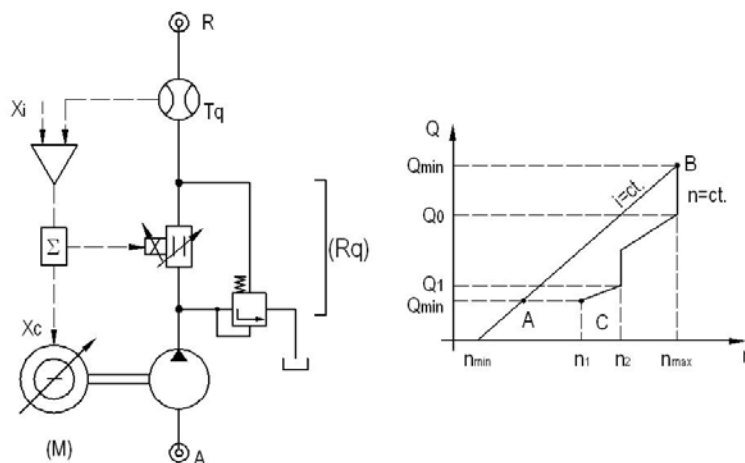 R
Xi
Tq
Σ
(Rq)
Xc
(M)
A
Q
Qmin
B
i=ct.
n=ct.
Q0
Q1
Qmin
A
C
nmin
n1
n2
nmax